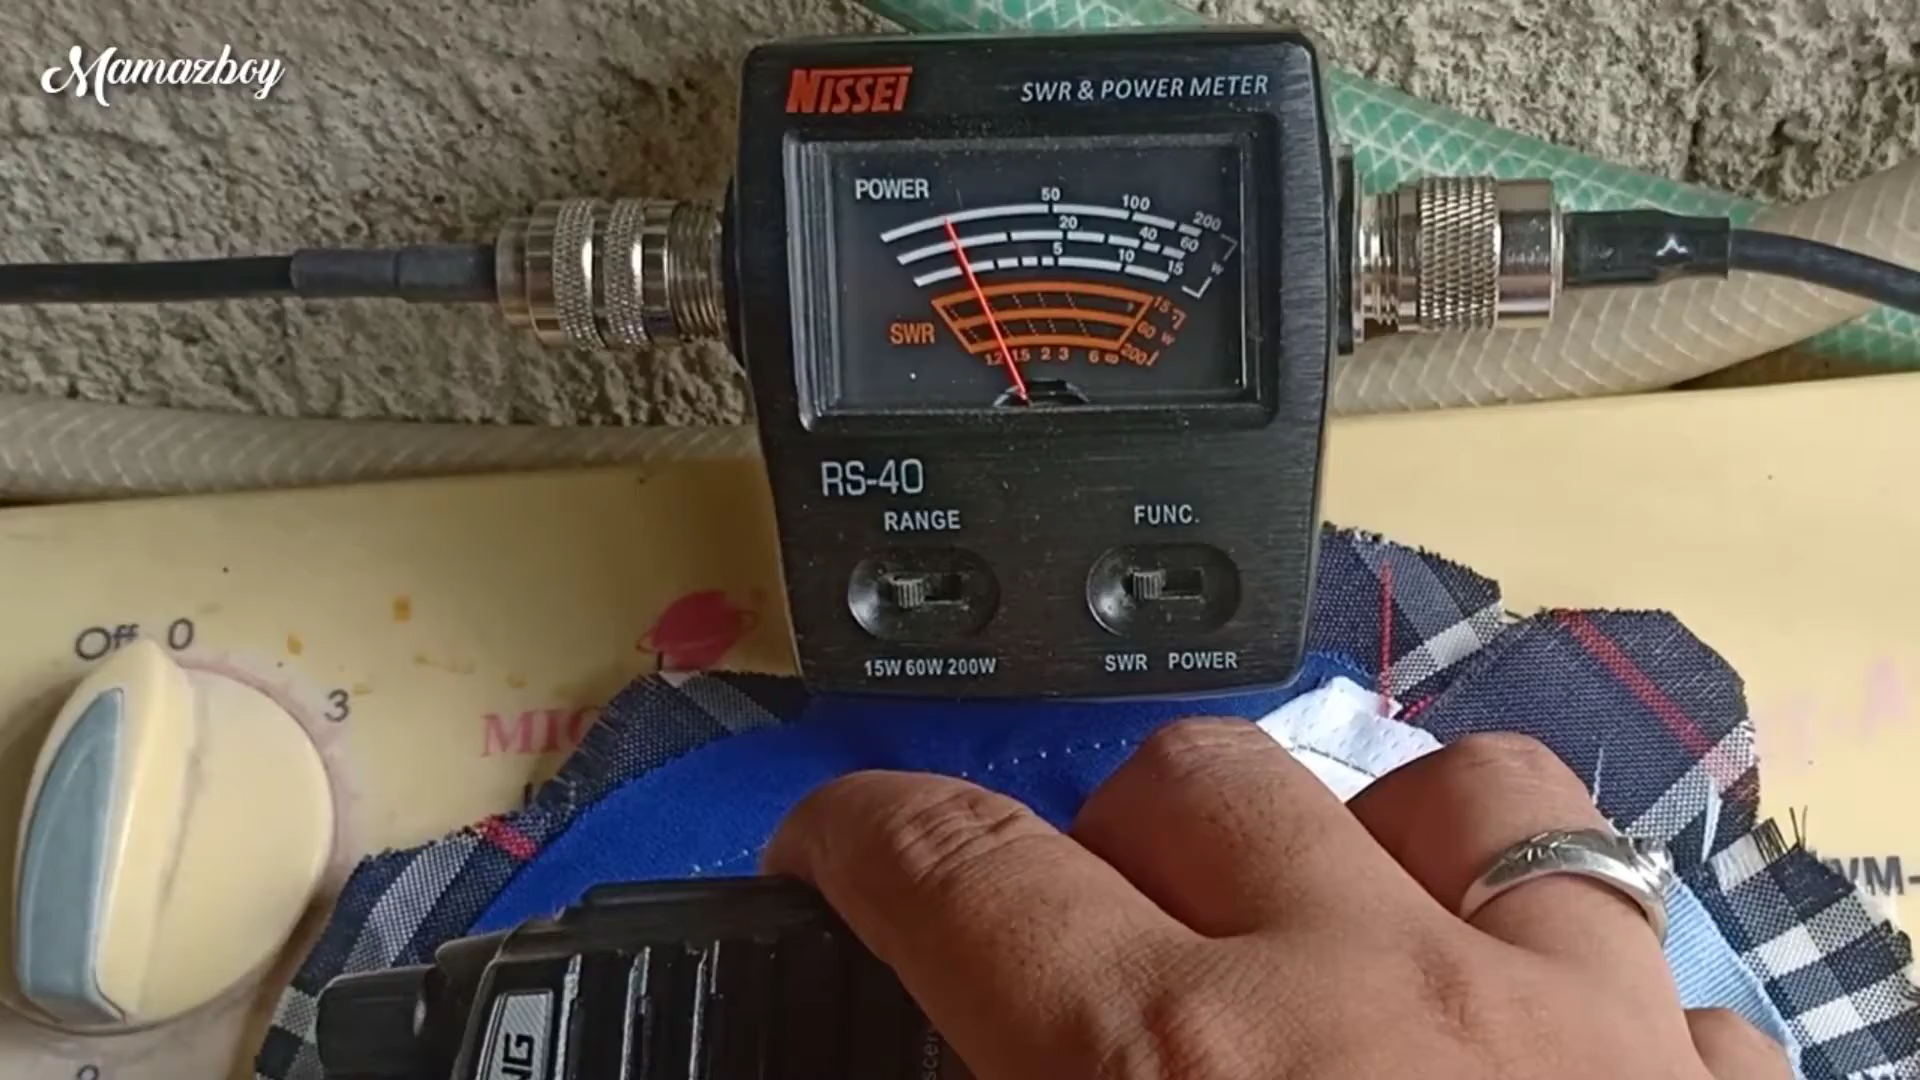 Mamazboy
NISSEI
SWR & POWER METER
POWER
50 100 200
20 40 60
5 10 15
W
SWR
15
60 W
200
1.2 1.5 2 3 6 ∞
RS-40
RANGE
FUNC.
15W 60W 200W
SWR POWER
Off 0
3